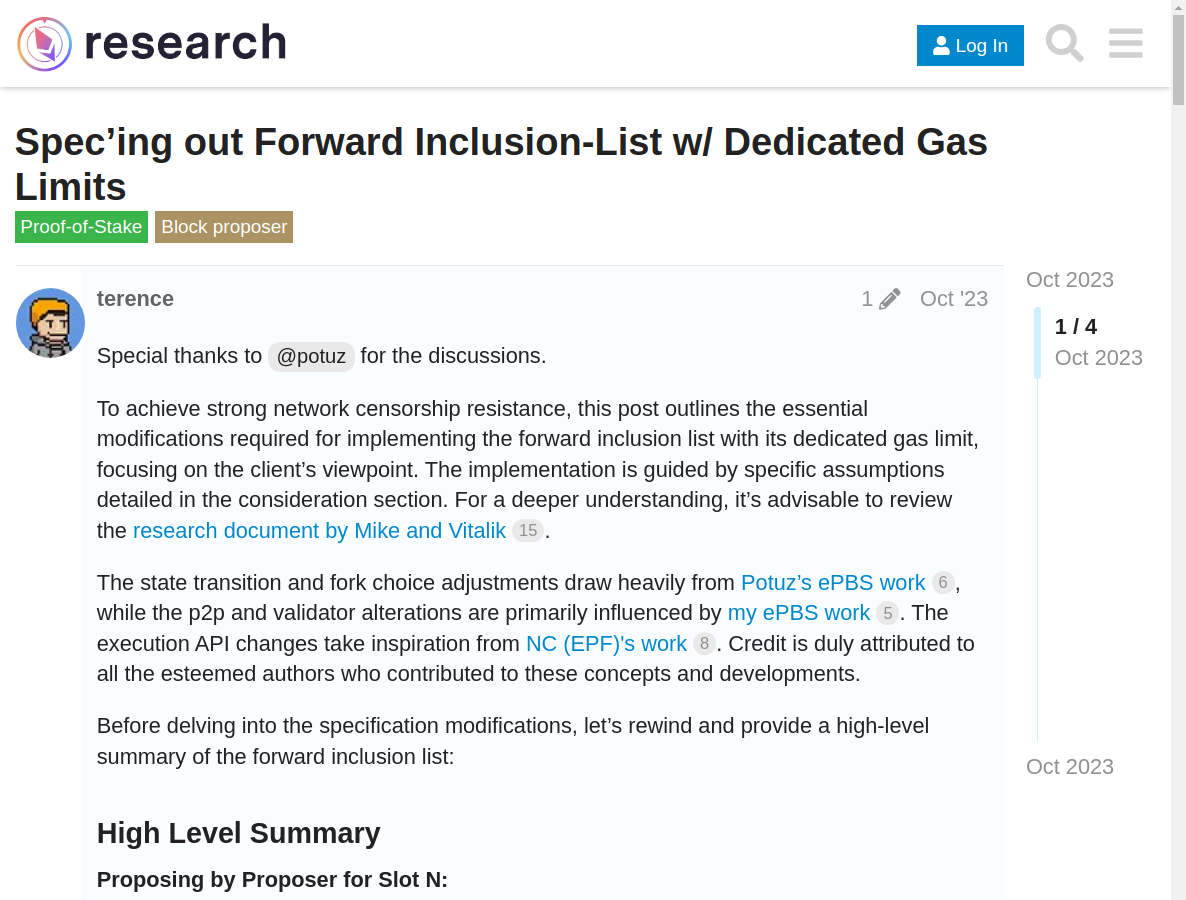 research
Log In
Spec’ing out Forward Inclusion-List w/ Dedicated Gas
Limits
Proof-of-Stake Block proposer
terence 1 Oct '23
Special thanks to @potuz for the discussions.
To achieve strong network censorship resistance, this post outlines the essential
modifications required for implementing the forward inclusion list with its dedicated gas limit,
focusing on the client’s viewpoint. The implementation is guided by specific assumptions
detailed in the consideration section. For a deeper understanding, it’s advisable to review
the research document by Mike and Vitalik 15.
The state transition and fork choice adjustments draw heavily from Potuz’s ePBS work 6,
while the p2p and validator alterations are primarily influenced by my ePBS work 5. The
execution API changes take inspiration from NC (EPF)'s work 8. Credit is duly attributed to
all the esteemed authors who contributed to these concepts and developments.
Before delving into the specification modifications, let’s rewind and provide a high-level
summary of the forward inclusion list:
High Level Summary
Proposing by Proposer for Slot N:
Oct 2023
1 / 4
Oct 2023
Oct 2023